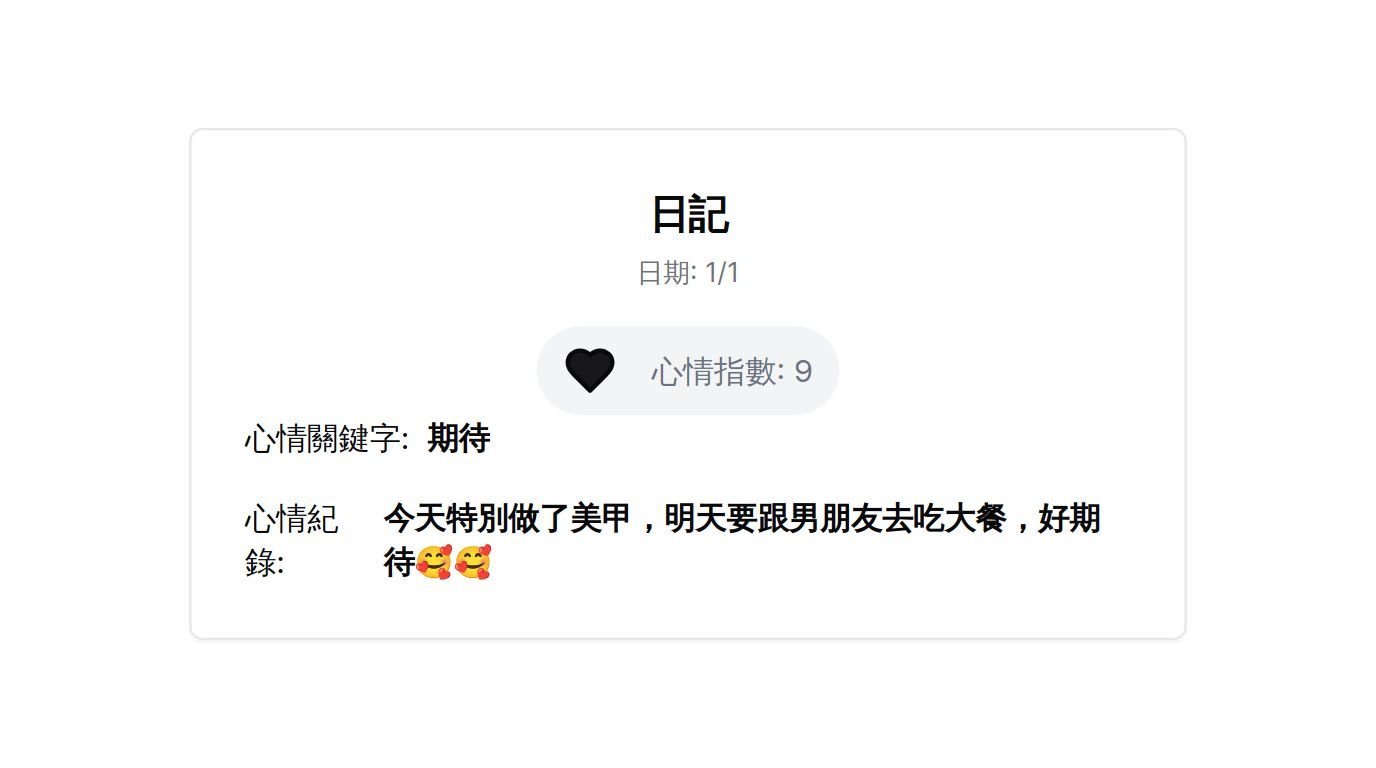 日記
日期: 1/1
心情指數: 9
心情關鍵字: 期待
心情紀錄: 今天特別做了美甲，明天要跟男朋友去吃大餐，好期
待🥰🥰